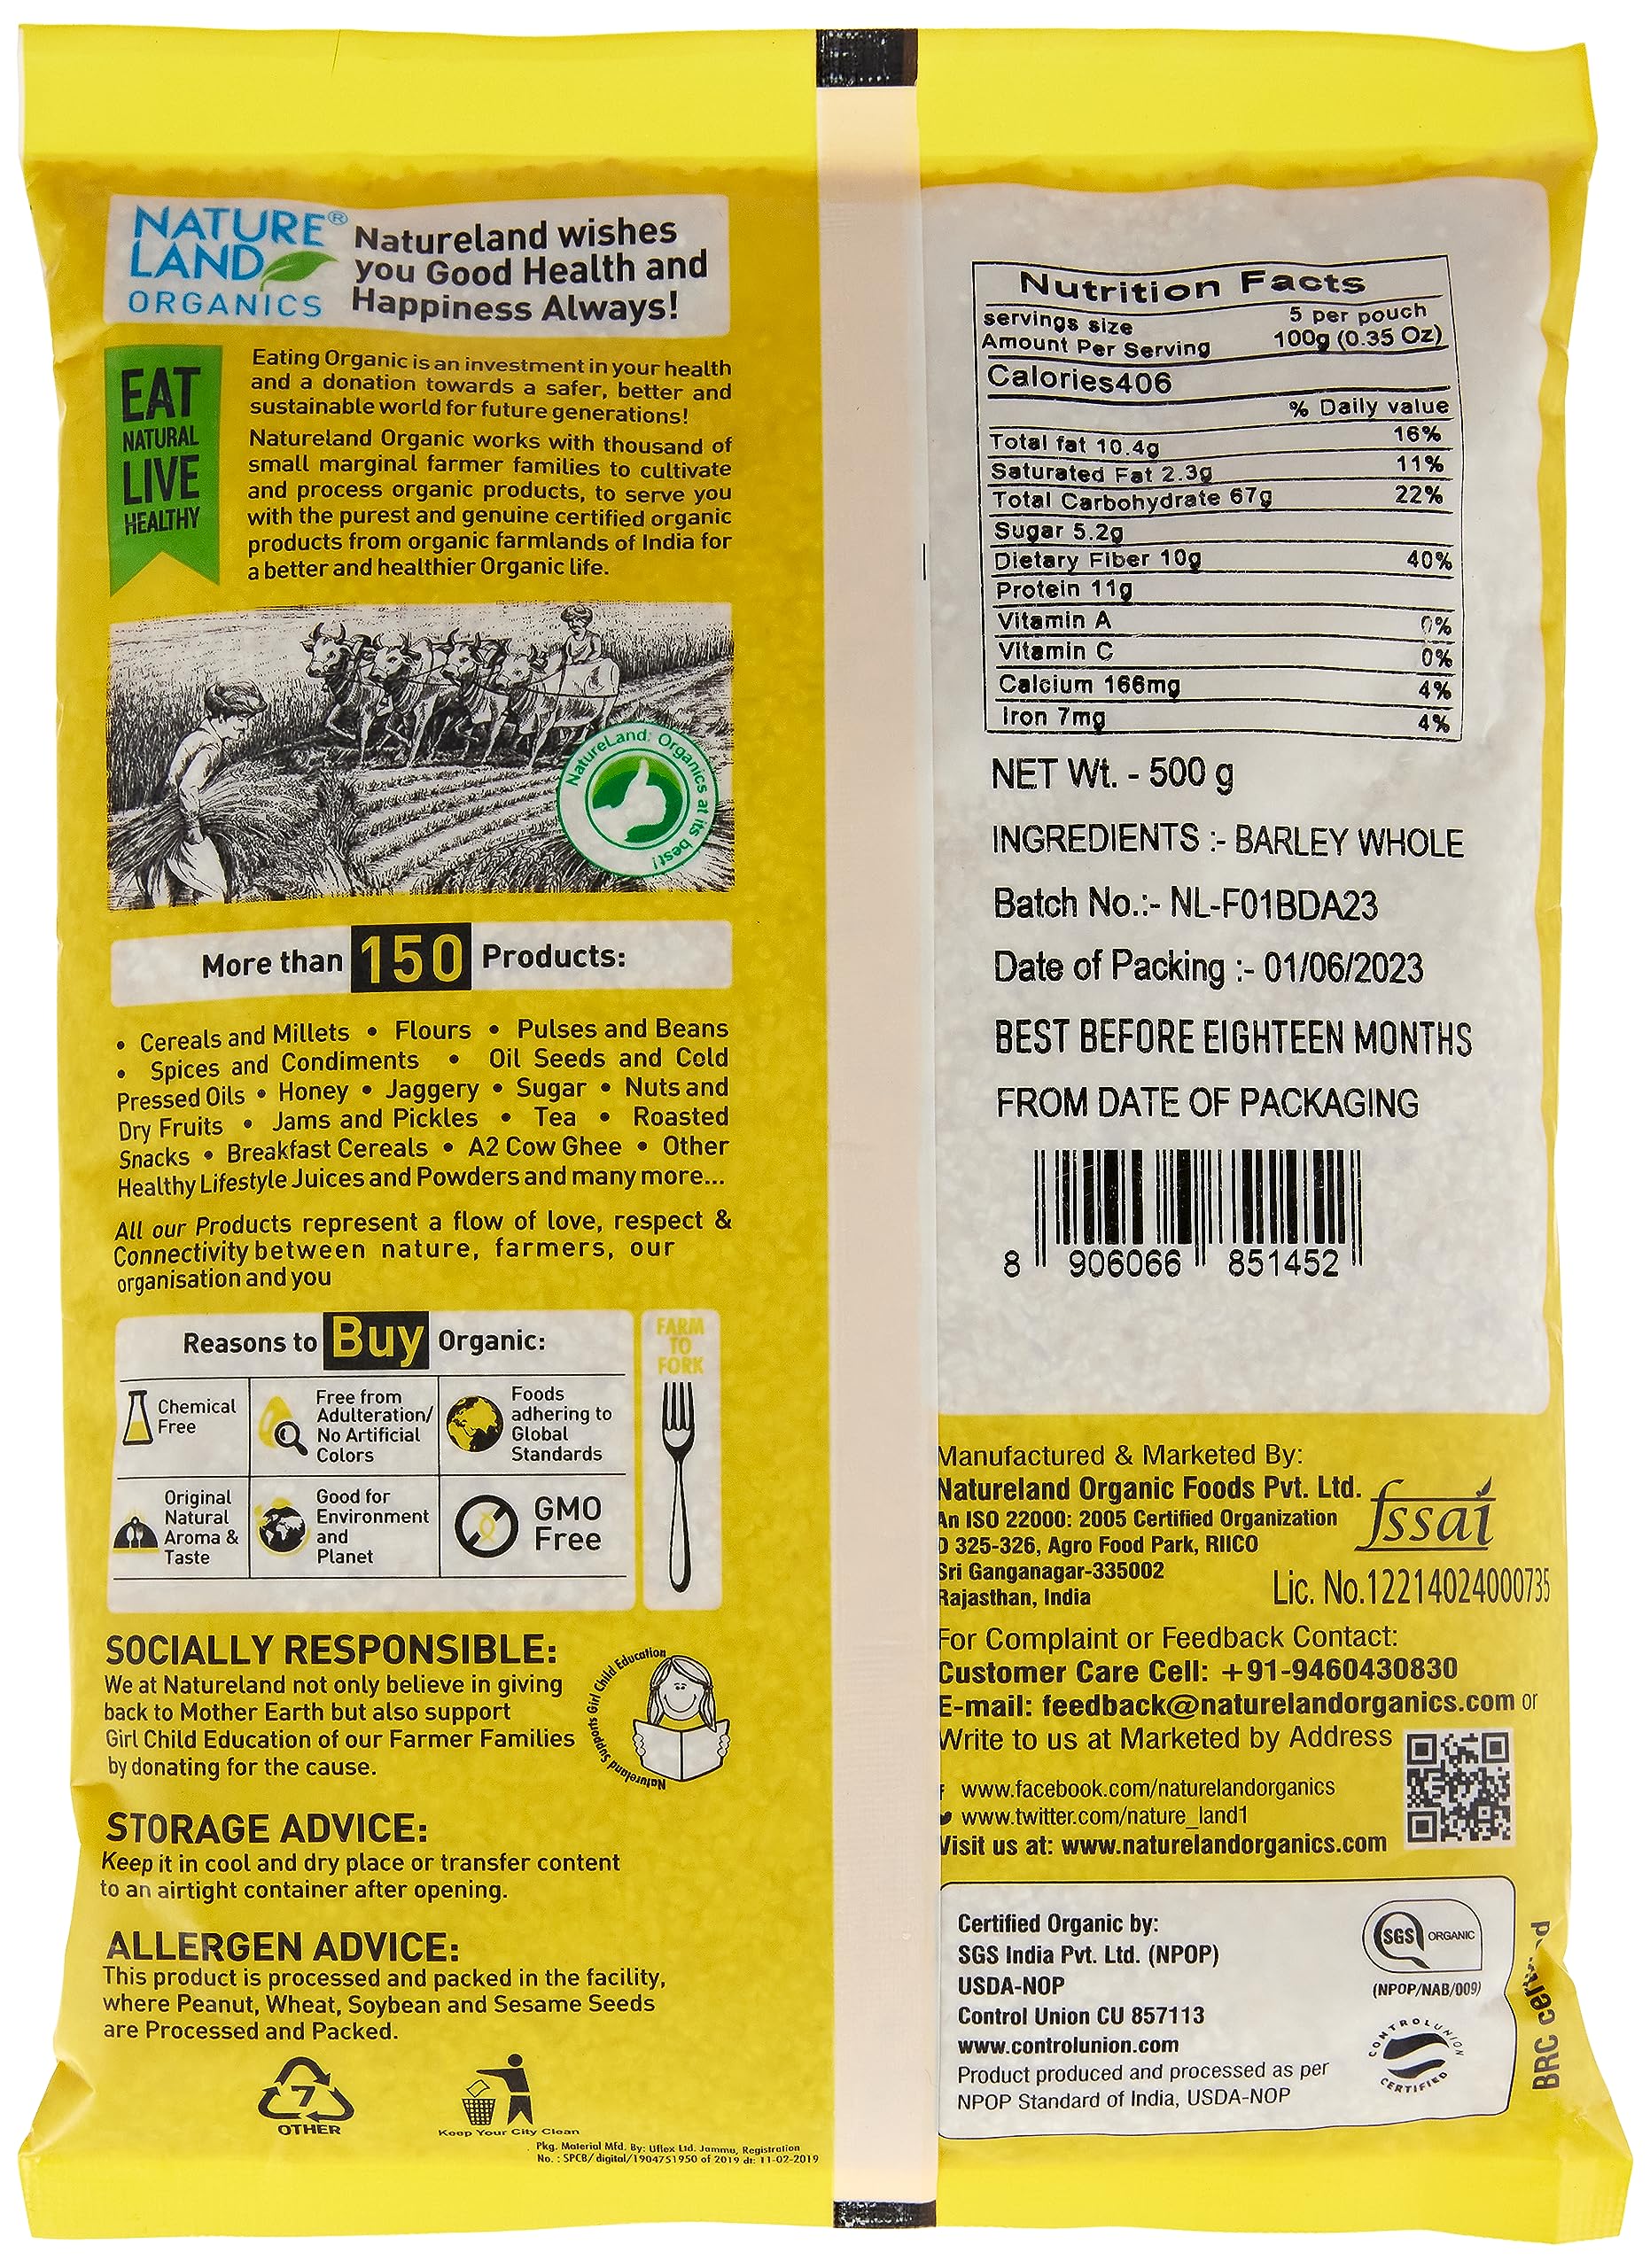 NATURE®
LAND
ORGANICS
Natureland wishes
you Good Health and
Happiness Always!
EAT
NATURAL
LIVE
HEALTHY
Eating Organic is an investment in your health
and a donation towards a safer, better and
sustainable world for future generations!
Natureland Organic works with thousand of
small marginal farmer families to cultivate
and process organic products, to serve you
with the purest and genuine certified organic
products from organic farmlands of India for
a better and healthier Organic life.
NatureLand: Organics at its best!
More than 150 Products:
• Cereals and Millets • Flours • Pulses and Beans
• Spices and Condiments • Oil Seeds and Cold
Pressed Oils • Honey • Jaggery • Sugar • Nuts and
Dry Fruits • Jams and Pickles • Tea • Roasted
Snacks • Breakfast Cereals • A2 Cow Ghee • Other
Healthy Lifestyle Juices and Powders and many more...
All our Products represent a flow of love, respect &
Connectivity between nature, farmers, our
organisation and you
Reasons to Buy Organic:
Chemical
Free
Free from
Adulteration/
No Artificial
Colors
Foods
adhering to
Global
Standards
Original
Natural
Aroma &
Taste
Good for
Environment
and
Planet
GMO
Free
FARM
TO
FORK
SOCIALLY RESPONSIBLE:
We at Natureland not only believe in giving
back to Mother Earth but also support
Girl Child Education of our Farmer Families
by donating for the cause.
Natureland Supports Girl Child Education
STORAGE ADVICE:
Keep it in cool and dry place or transfer content
to an airtight container after opening.
ALLERGEN ADVICE:
This product is processed and packed in the facility,
where Peanut, Wheat, Soybean and Sesame Seeds
are Processed and Packed.
7
OTHER
Keep Your City Clean
Pkg. Material Mfd. By: Uflex Ltd. Jammu, Registration
No. : SPCB/digital/1904751950 of 2019 dt: 11-02-2019
Nutrition Facts
servings size 5 per pouch
Amount Per Serving 100g (0.35 Oz)
Calories406
% Daily value
Total fat 10.4g 16%
Saturated Fat 2.3g 11%
Total Carbohydrate 67g 22%
Sugar 5.2g
Dietary Fiber 10g 40%
Protein 11g
Vitamin A 0%
Vitamin C 0%
Calcium 166mg 4%
Iron 7mg 4%
NET Wt. - 500 g
INGREDIENTS :- BARLEY WHOLE
Batch No.:- NL-F01BDA23
Date of Packing :- 01/06/2023
BEST BEFORE EIGHTEEN MONTHS
FROM DATE OF PACKAGING
8 906066 851452
Manufactured & Marketed By:
Natureland Organic Foods Pvt. Ltd.
An ISO 22000: 2005 Certified Organization
D 325-326, Agro Food Park, RIICO
Sri Ganganagar-335002
Rajasthan, India
fssai
Lic. No.12214024000735
For Complaint or Feedback Contact:
Customer Care Cell: +91-9460430830
E-mail: feedback@naturelandorganics.com or
Write to us at Marketed by Address
www.facebook.com/naturelandorganics
www.twitter.com/nature_land1
Visit us at: www.naturelandorganics.com
Certified Organic by:
SGS India Pvt. Ltd. (NPOP)
USDA-NOP
Control Union CU 857113
www.controlunion.com
Product produced and processed as per
NPOP Standard of India, USDA-NOP
SGS ORGANIC
(NPOP/NAB/009)
CONTROLUNION
CERTIFIED
BRC certified